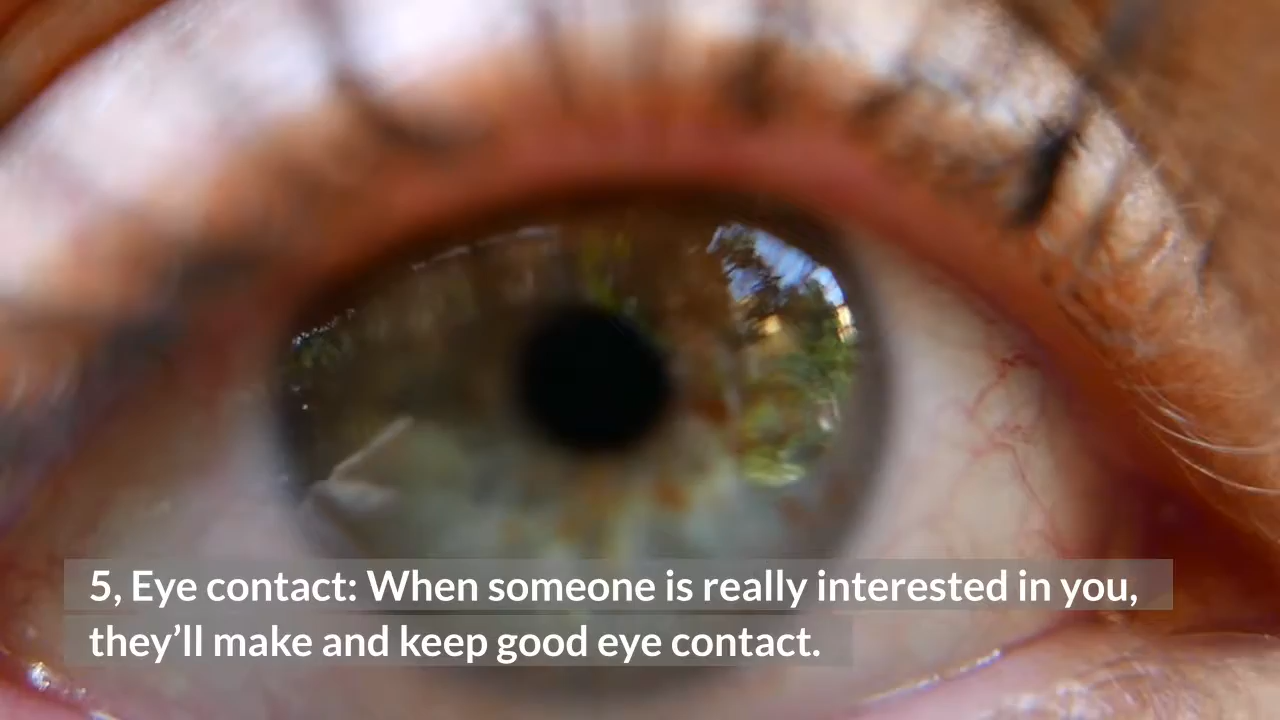 5, Eye contact: When someone is really interested in you,
they’ll make and keep good eye contact.